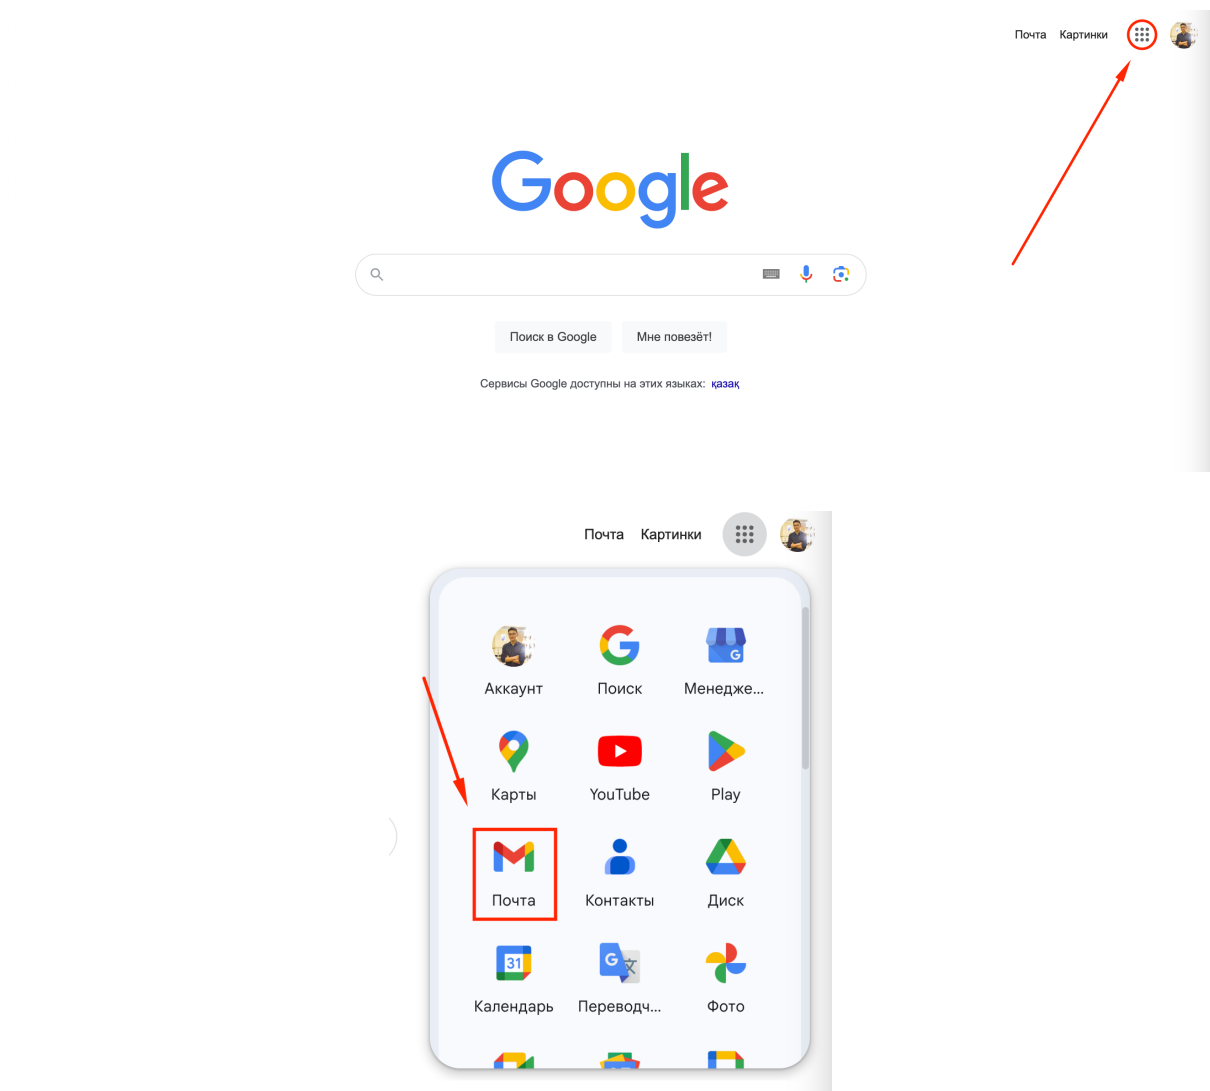 Почта Картинки
Google
Поиск в Google Мне повезёт!
Сервисы Google доступны на этих языках: қазақ
Почта Картинки
Аккаунт Поиск Менедже...
G
Карты YouTube Play
Почта Контакты Диск
31 G 文
Календарь Переводч... Фото